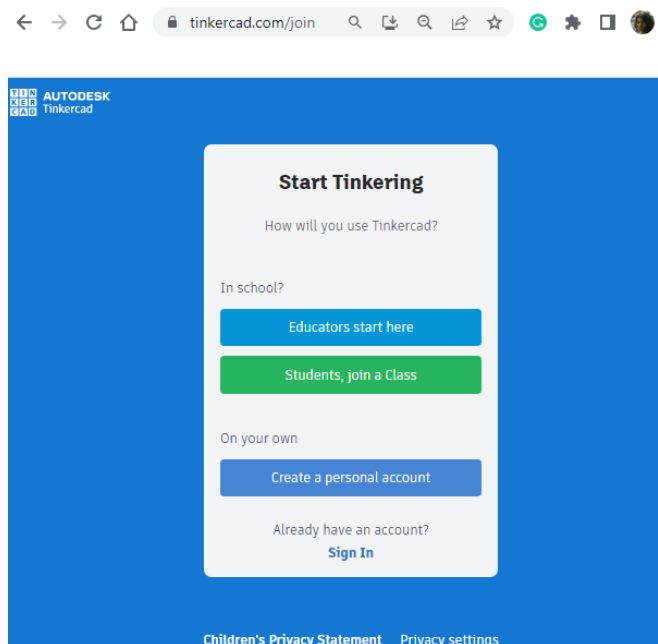 tinkercad.com/join
TIN
KER
CAD
AUTODESK
Tinkercad
Start Tinkering
How will you use Tinkercad?
In school?
Educators start here
Students, join a Class
On your own
Create a personal account
Already have an account?
Sign In
Children's Privacy Statement Privacy settings